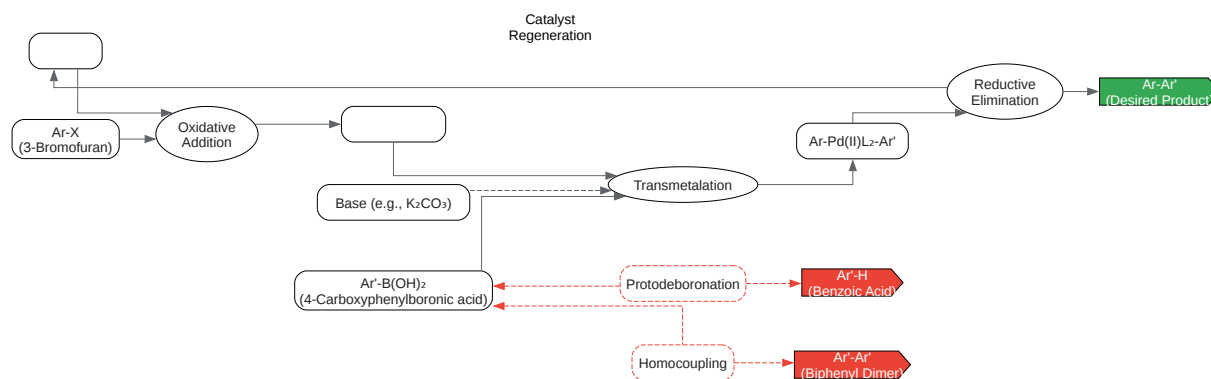 Catalyst
Regeneration
Reductive
Elimination
Ar-Ar'
(Desired Product)
Ar-X
(3-Bromofuran)
Oxidative
Addition
Ar-Pd(II)L₂-Ar'
Transmetalation
Base (e.g., K₂CO₃)
Ar'-B(OH)₂
(4-Carboxyphenylboronic acid)
Protodeboronation
Ar'-H
(Benzoic Acid)
Homocoupling
Ar'-Ar'
(Biphenyl Dimer)